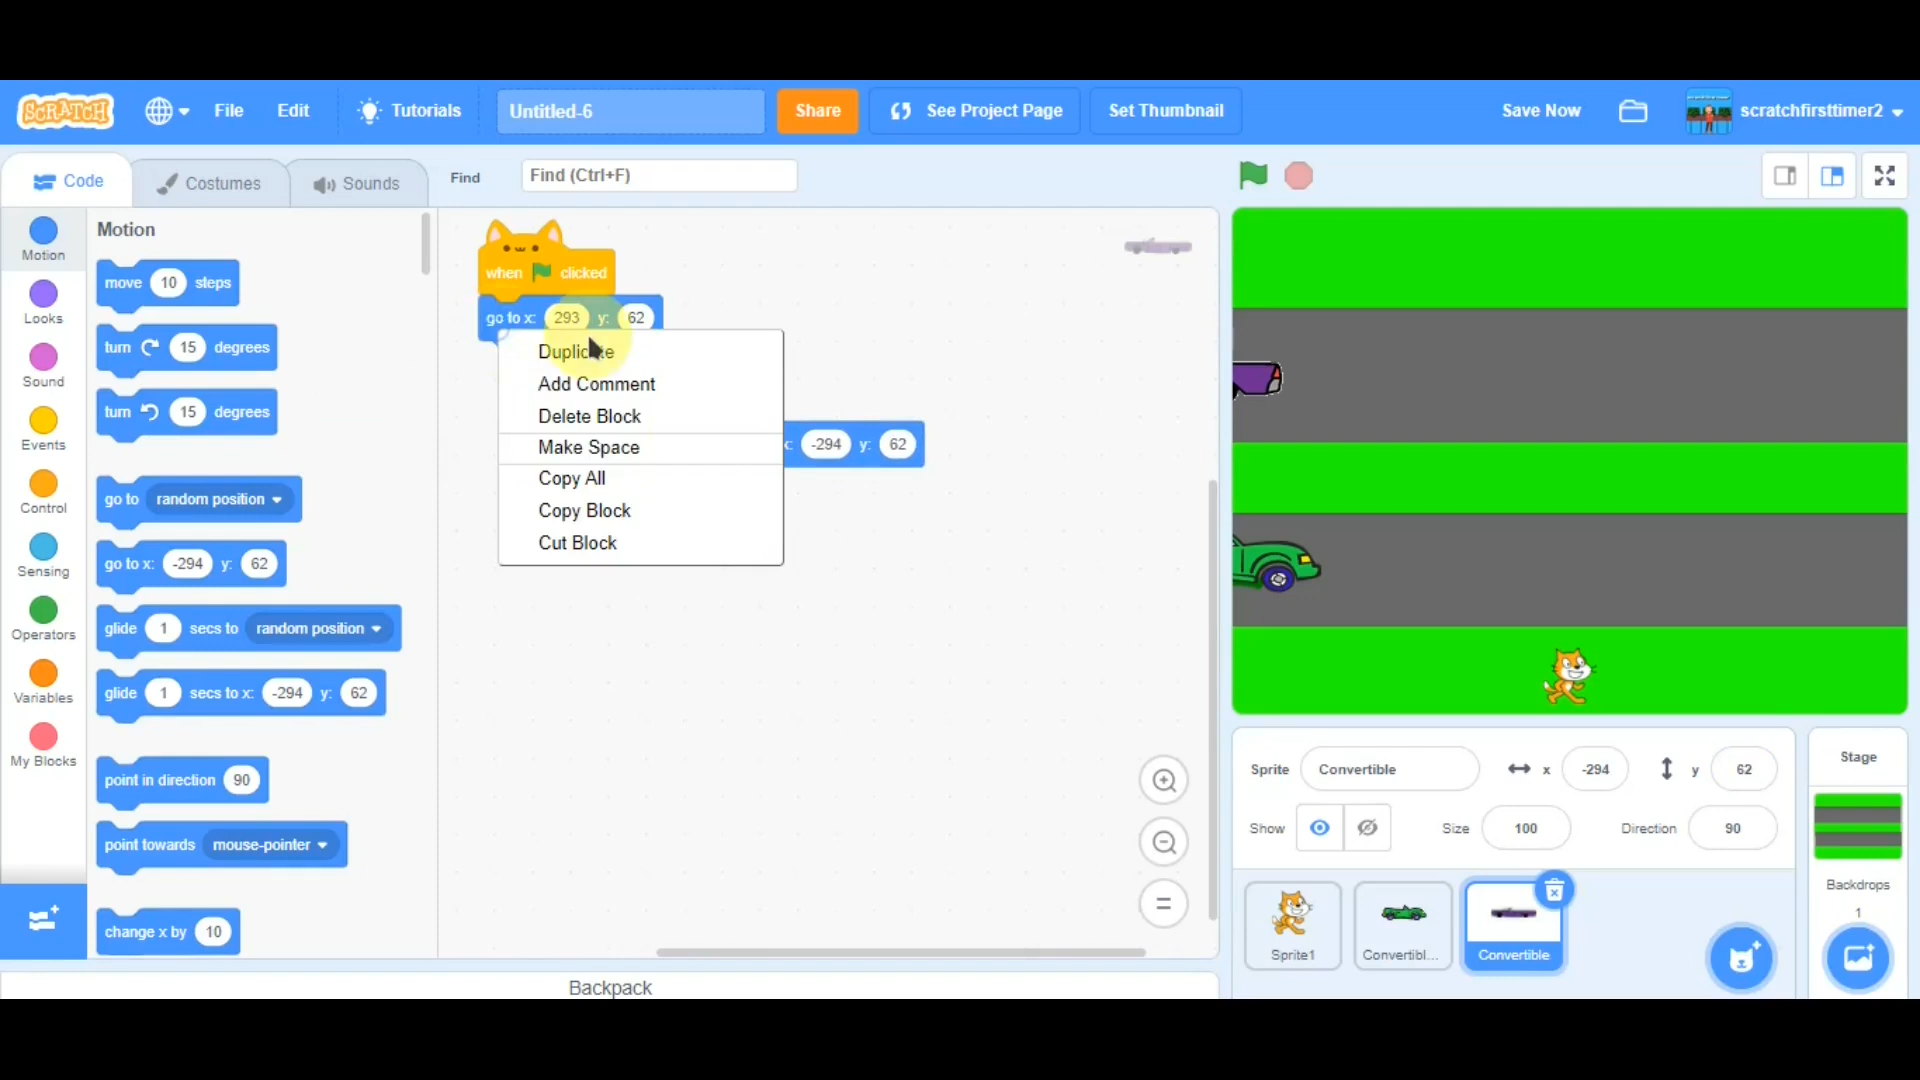 SCRATCH File Edit Tutorials Untitled-6 Share See Project Page Set Thumbnail Save Now scratchfirsttimer2
Code Costumes Sounds Find Find (Ctrl+F)
Motion
Looks
Sound
Events
Control
Sensing
Operators
Variables
My Blocks
Motion
move 10 steps
turn 15 degrees
turn 15 degrees
go to random position
go to x: -294 y: 62
glide 1 secs to random position
glide 1 secs to x: -294 y: 62
point in direction 90
point towards mouse-pointer
change x by 10
when clicked
go to x: 293 y: 62
Duplicate
Add Comment
Delete Block
Make Space
Copy All
Copy Block
Cut Block
-294 y: 62
=
Backpack
Sprite Convertible x -294 y 62
Show Size 100 Direction 90
Sprite1 Convertibl... Convertible
Stage
Backdrops
1